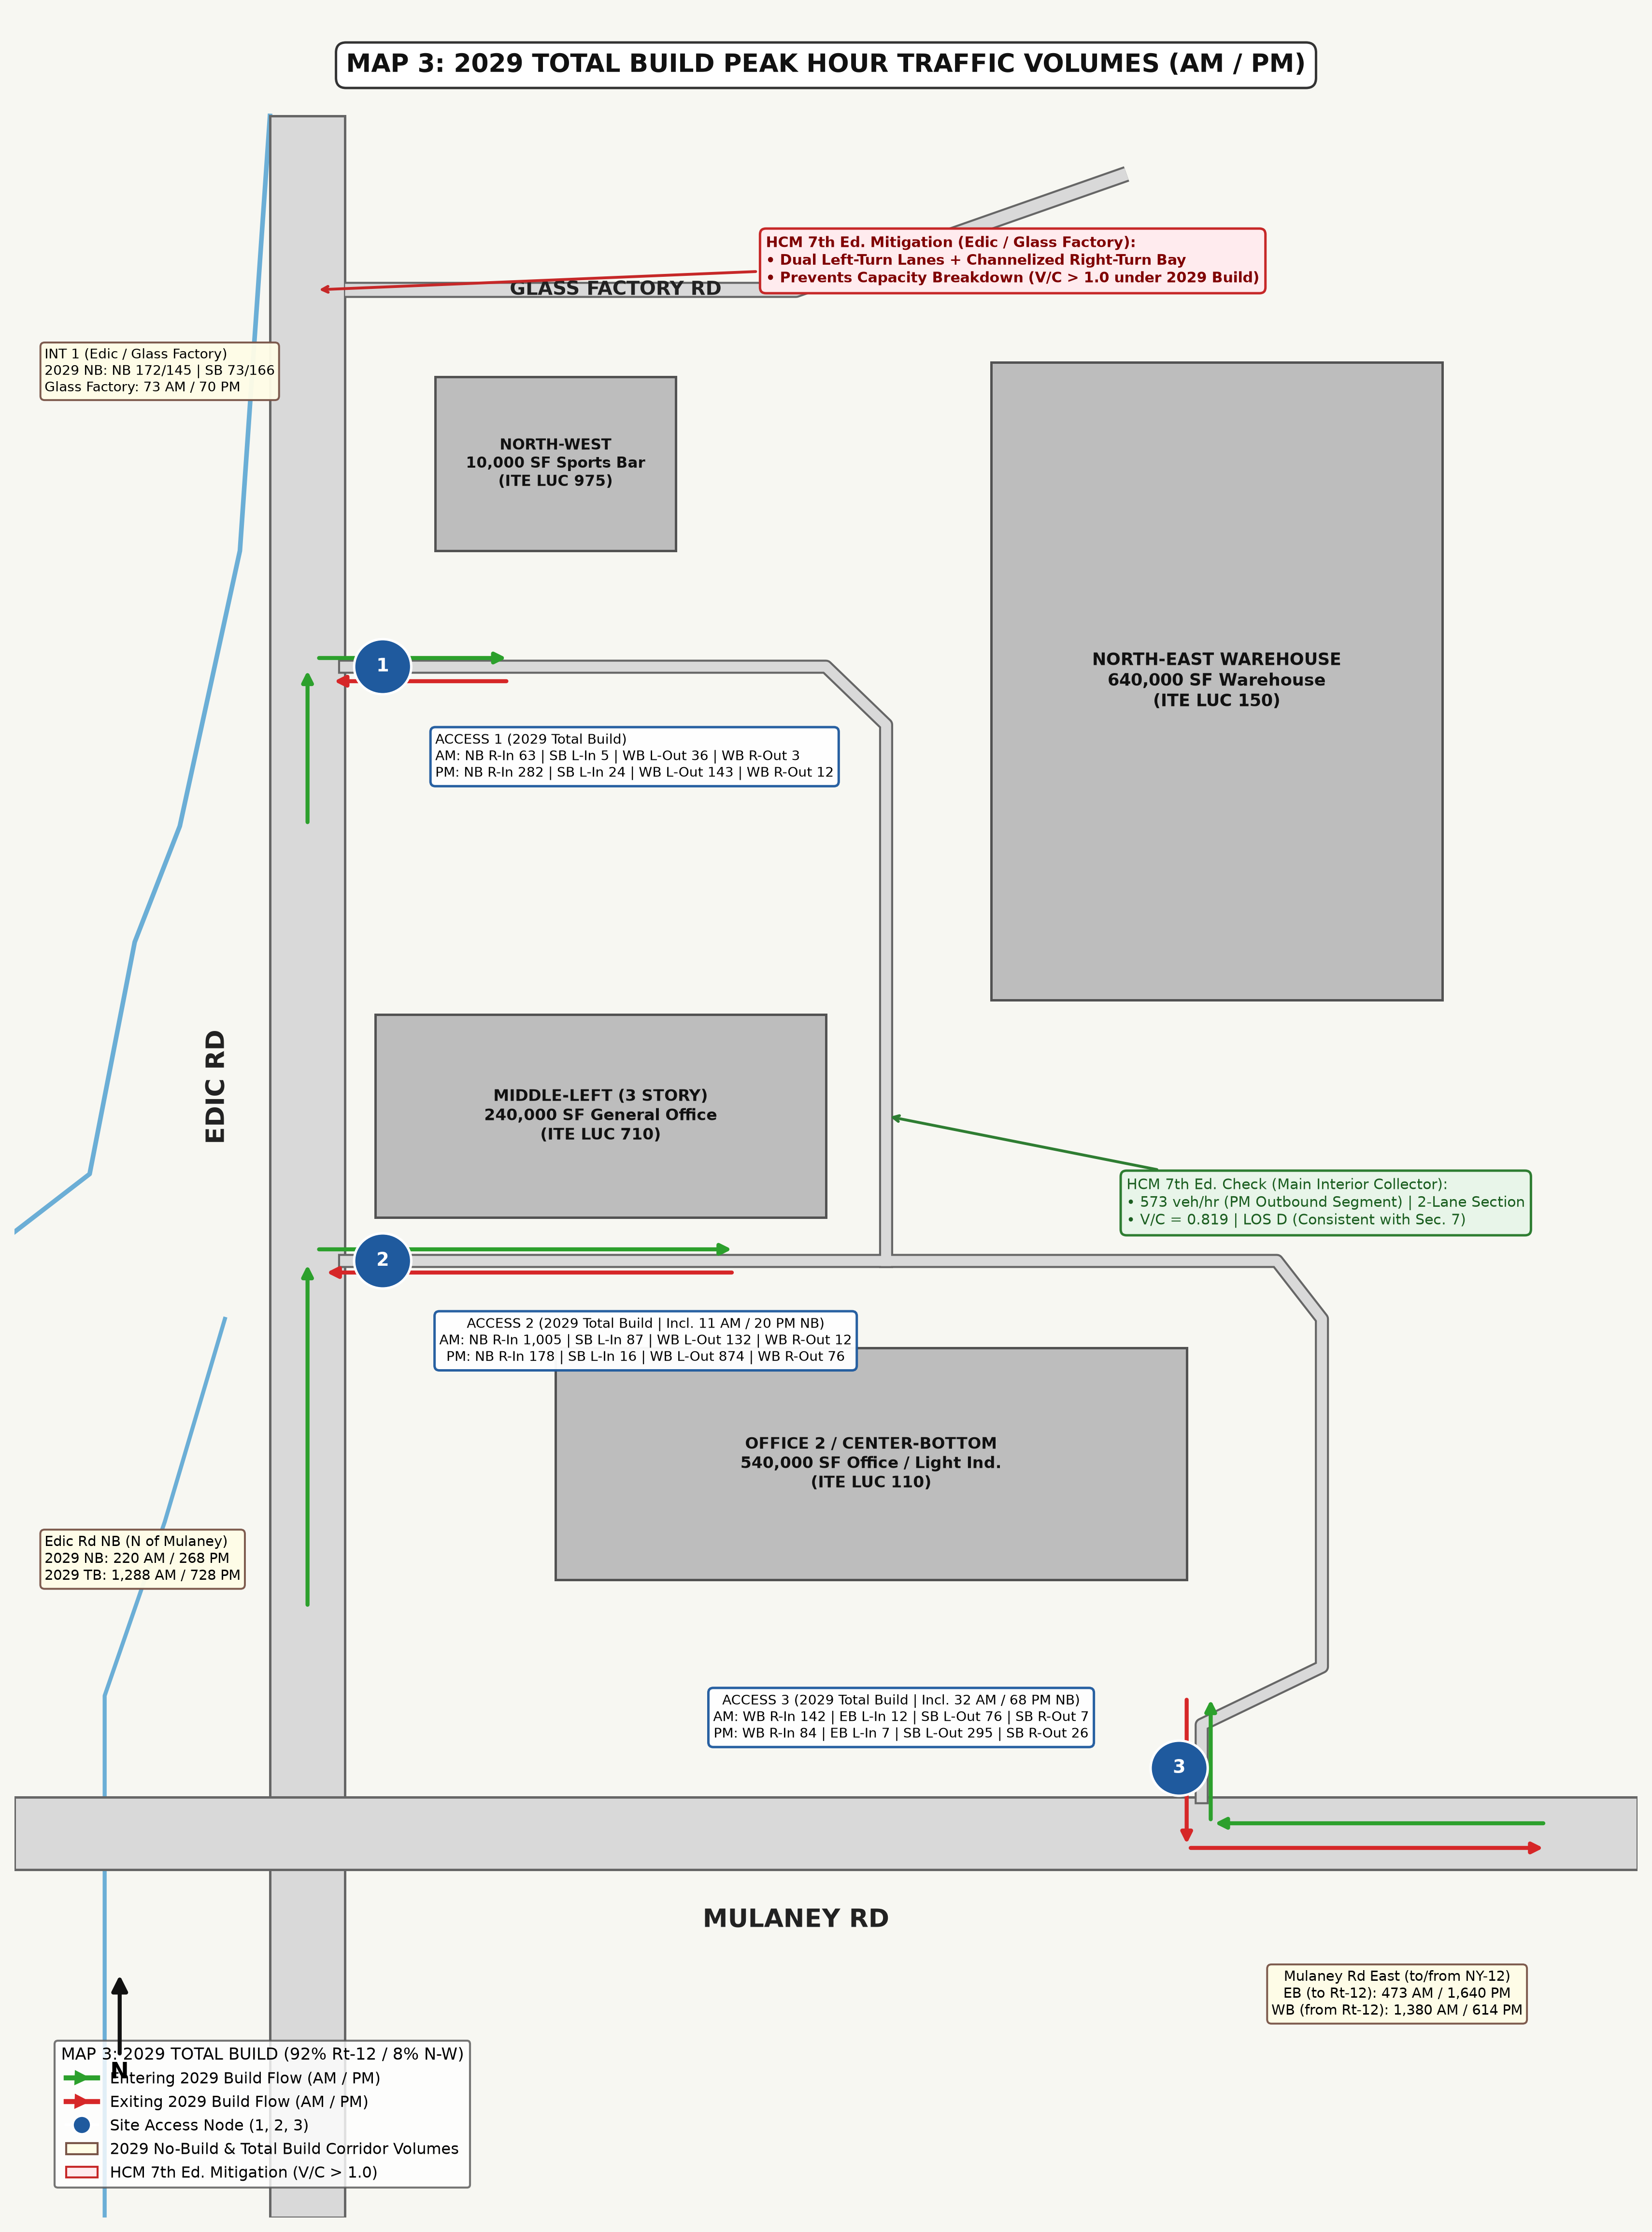 MAP 3: 2029 TOTAL BUILD PEAK HOUR TRAFFIC VOLUMES (AM / PM)
HCM 7th Ed. Mitigation (Edic / Glass Factory):
• Dual Left-Turn Lanes + Channelized Right-Turn Bay
• Prevents Capacity Breakdown (V/C > 1.0 under 2029 Build)
GLASS FACTORY RD
INT 1 (Edic / Glass Factory)
2029 NB: NB 172/145 | SB 73/166
Glass Factory: 73 AM / 70 PM
NORTH-WEST
10,000 SF Sports Bar
(ITE LUC 975)
NORTH-EAST WAREHOUSE
640,000 SF Warehouse
(ITE LUC 150)
1
ACCESS 1 (2029 Total Build)
AM: NB R-In 63 | SB L-In 5 | WB L-Out 36 | WB R-Out 3
PM: NB R-In 282 | SB L-In 24 | WB L-Out 143 | WB R-Out 12
EDIC RD
MIDDLE-LEFT (3 STORY)
240,000 SF General Office
(ITE LUC 710)
HCM 7th Ed. Check (Main Interior Collector):
• 573 veh/hr (PM Outbound Segment) | 2-Lane Section
• V/C = 0.819 | LOS D (Consistent with Sec. 7)
2
ACCESS 2 (2029 Total Build | Incl. 11 AM / 20 PM NB)
AM: NB R-In 1,005 | SB L-In 87 | WB L-Out 132 | WB R-Out 12
PM: NB R-In 178 | SB L-In 16 | WB L-Out 874 | WB R-Out 76
OFFICE 2 / CENTER-BOTTOM
540,000 SF Office / Light Ind.
(ITE LUC 110)
Edic Rd NB (N of Mulaney)
2029 NB: 220 AM / 268 PM
2029 TB: 1,288 AM / 728 PM
ACCESS 3 (2029 Total Build | Incl. 32 AM / 68 PM NB)
AM: WB R-In 142 | EB L-In 12 | SB L-Out 76 | SB R-Out 7
PM: WB R-In 84 | EB L-In 7 | SB L-Out 295 | SB R-Out 26
3
MULANEY RD
Mulaney Rd East (to/from NY-12)
EB (to Rt-12): 473 AM / 1,640 PM
WB (from Rt-12): 1,380 AM / 614 PM
MAP 3: 2029 TOTAL BUILD (92% Rt-12 / 8% N-W)
N
Entering 2029 Build Flow (AM / PM)
Exiting 2029 Build Flow (AM / PM)
Site Access Node (1, 2, 3)
2029 No-Build & Total Build Corridor Volumes
HCM 7th Ed. Mitigation (V/C > 1.0)